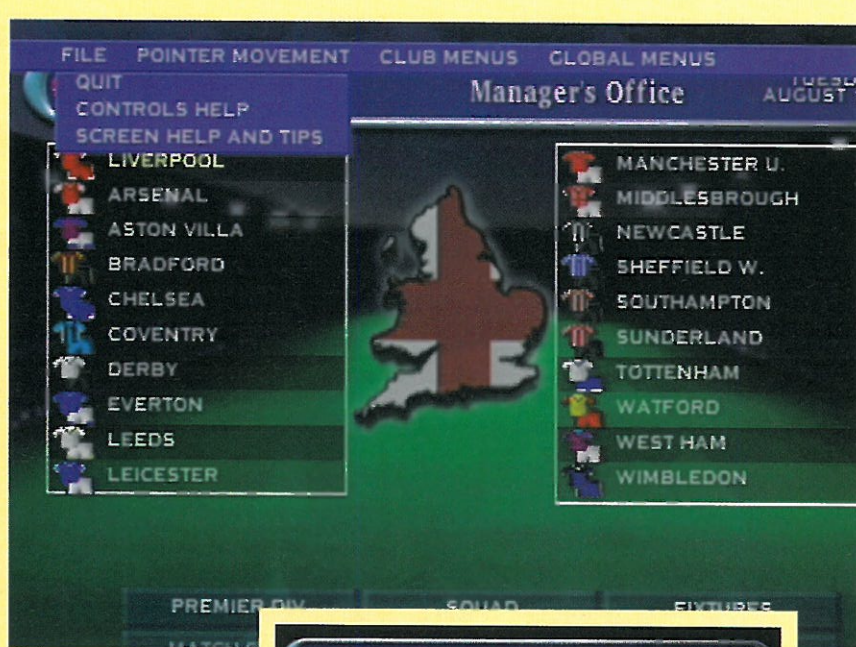 FILE POINTER MOVEMENT CLUB MENUS GLOBAL MENUS
QUIT
CONTROLS HELP
SCREEN HELP AND TIPS
Manager's Office
AUGUST
LIVERPOOL
ARSENAL
ASTON VILLA
BRADFORD
CHELSEA
COVENTRY
DERBY
EVERTON
LEEDS
LEICESTER
MANCHESTER U.
MIDDLESBROUGH
NEWCASTLE
SHEFFIELD W.
SOUTHAMPTON
SUNDERLAND
TOTTENHAM
WATFORD
WEST HAM
WIMBLEDON
PREMIER DIV SQUAD FIXTURES